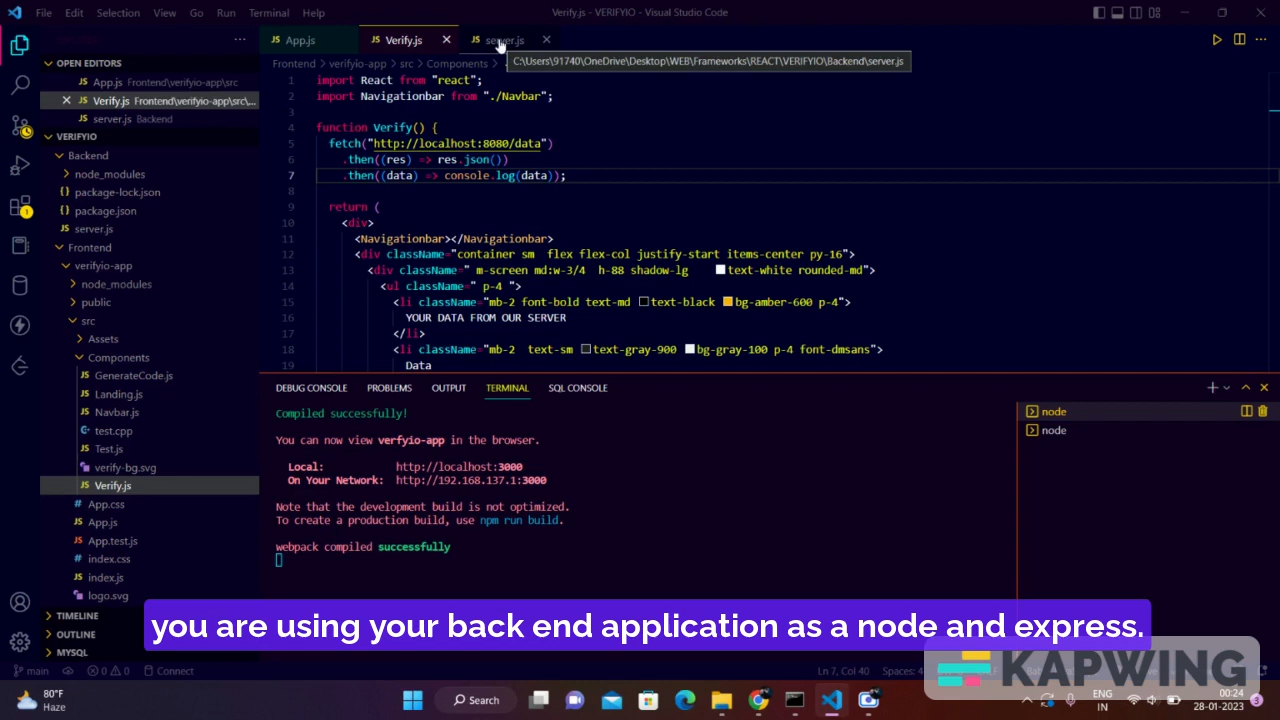 File Edit Selection View Go Run Terminal Help
Verify.js - VERIFYIO - Visual Studio Code
App.js
Verify.js
server.js
C:\Users\91740\OneDrive\Desktop\WEB\Frameworks\REACT\VERIFYIO\Backend\server.js
Frontend > verifyio-app > src > Components >
OPEN EDITORS
App.js Frontend\verifyio-app\src
Verify.js Frontend\verifyio-app\src\...
server.js Backend
VERIFYIO
Backend
node_modules
package-lock.json
package.json
server.js
Frontend
verifyio-app
node_modules
public
src
Assets
Components
GenerateCode.js
Landing.js
Navbar.js
test.cpp
Test.js
verify-bg.svg
Verify.js
App.css
App.js
App.test.js
index.css
index.js
logo.svg
TIMELINE
OUTLINE
MYSQL
1 import React from "react";
2 import Navigationbar from "./Navbar";
3
4 function Verify() {
5 fetch("http://localhost:8080/data")
6 .then((res) => res.json())
7 .then((data) => console.log(data));
8
9 return (
10 <div>
11 <Navigationbar></Navigationbar>
12 <div className="container sm  flex flex-col justify-start items-center py-16">
13 <div className=" m-screen md:w-3/4  h-88 shadow-lg    text-white rounded-md">
14 <ul className=" p-4 ">
15 <li className="mb-2 font-bold text-md  text-black  bg-amber-600 p-4">
16 YOUR DATA FROM OUR SERVER
17 </li>
18 <li className="mb-2  text-sm  text-gray-900  bg-gray-100 p-4 font-dmsans">
19 Data
DEBUG CONSOLE PROBLEMS OUTPUT TERMINAL SQL CONSOLE
Compiled successfully!
You can now view verfyio-app in the browser.
Local: http://localhost:3000
On Your Network: http://192.168.137.1:3000
Note that the development build is not optimized.
To create a production build, use npm run build.
webpack compiled successfully
node
node
you are using your back end application as a node and express.
KAPWING
main
0 0
Connect
Ln 7, Col 40
Spaces: 4
80°F
Haze
Search
ENG
IN
00:24
28-01-2023
3